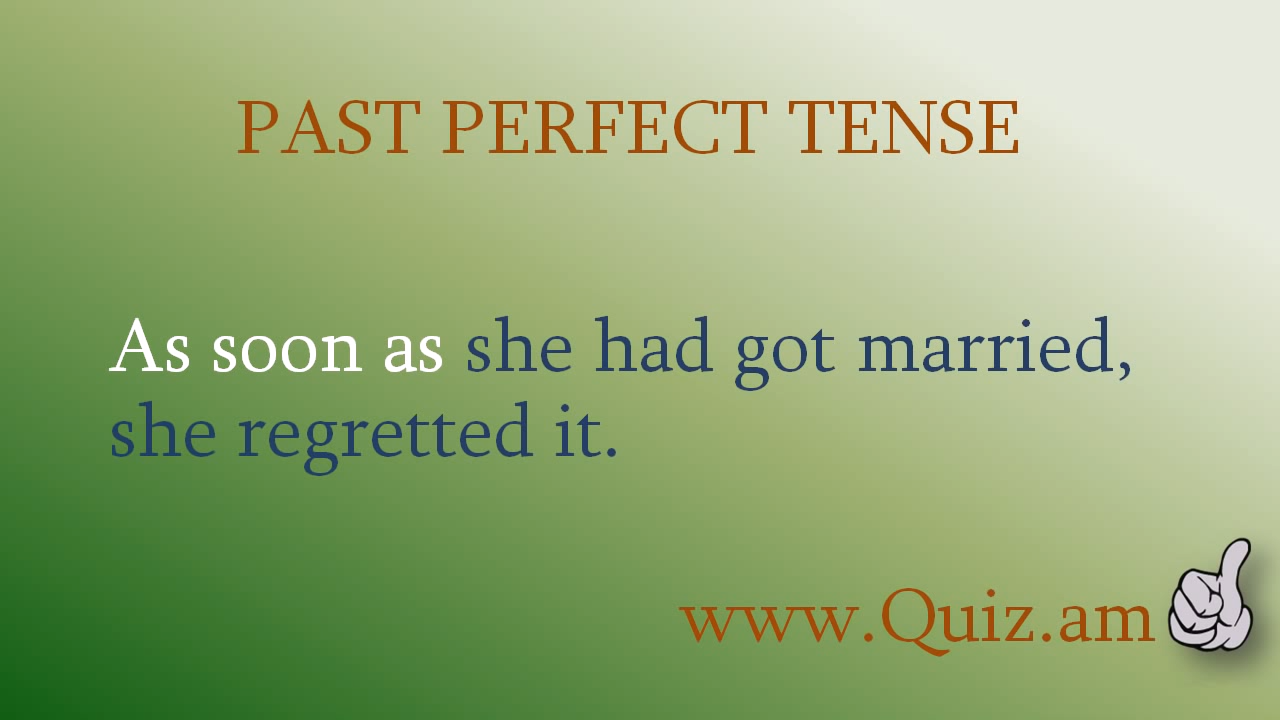 PAST PERFECT TENSE
As soon as she had got married,
she regretted it.
www.Quiz.am